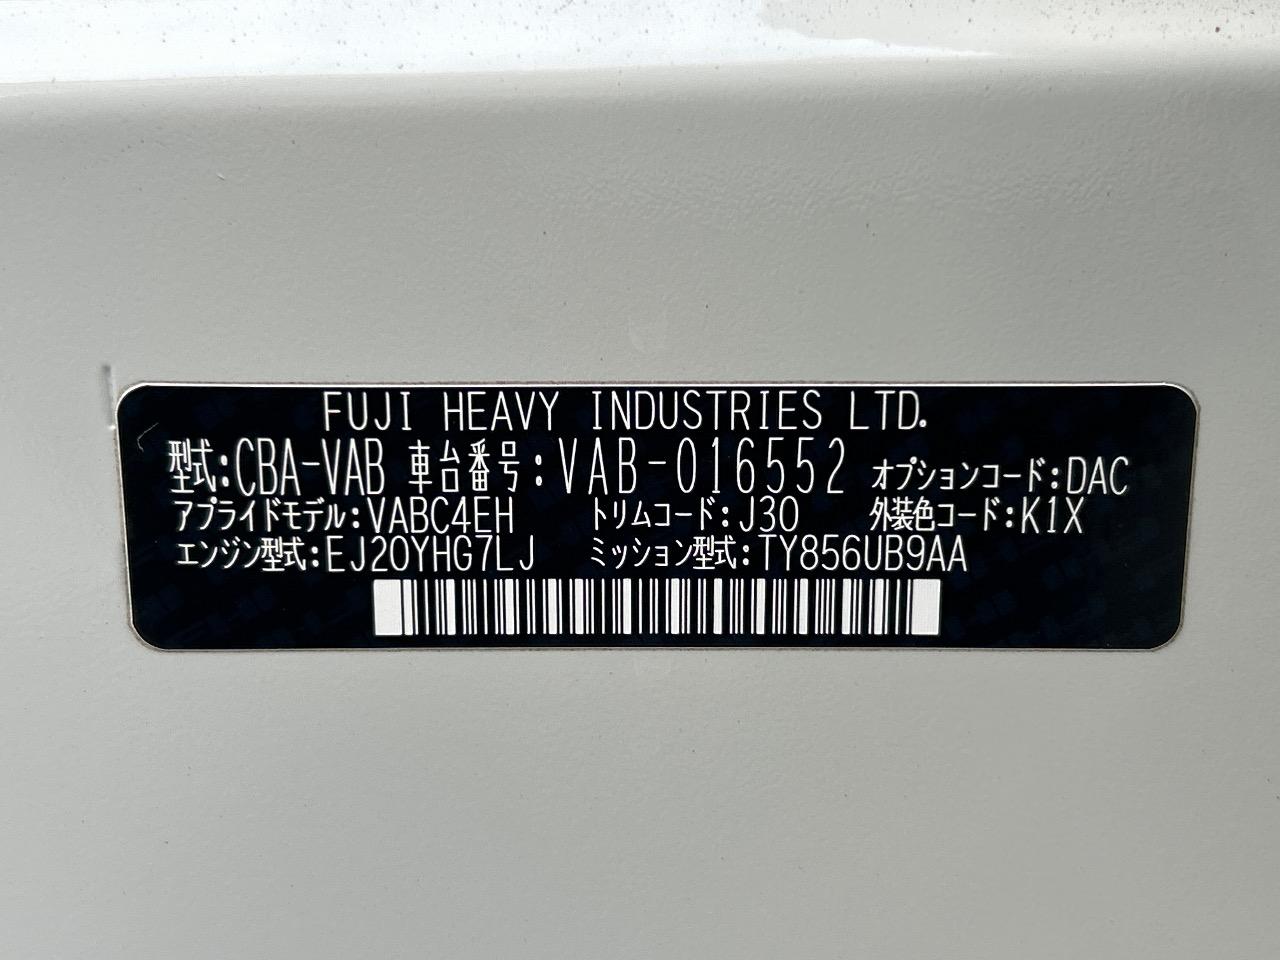 FUJI HEAVY INDUSTRIES LTD.
型式:CBA-VAB 車台番号:VAB-016552 オプションコード:DAC
アプライドモデル:VABC4EH トリムコード:J30 外装色コード:K1X
エンジン型式:EJ20YHG7LJ ミッション型式:TY856UB9AA